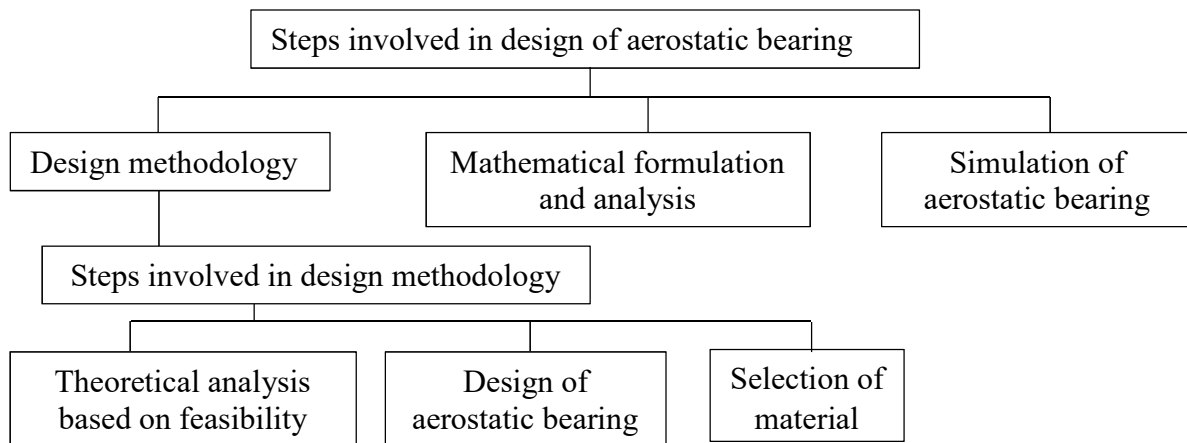 Steps involved in design of aerostatic bearing
Design methodology
Mathematical formulation
and analysis
Simulation of
aerostatic bearing
Steps involved in design methodology
Theoretical analysis
based on feasibility
Design of
aerostatic bearing
Selection of
material